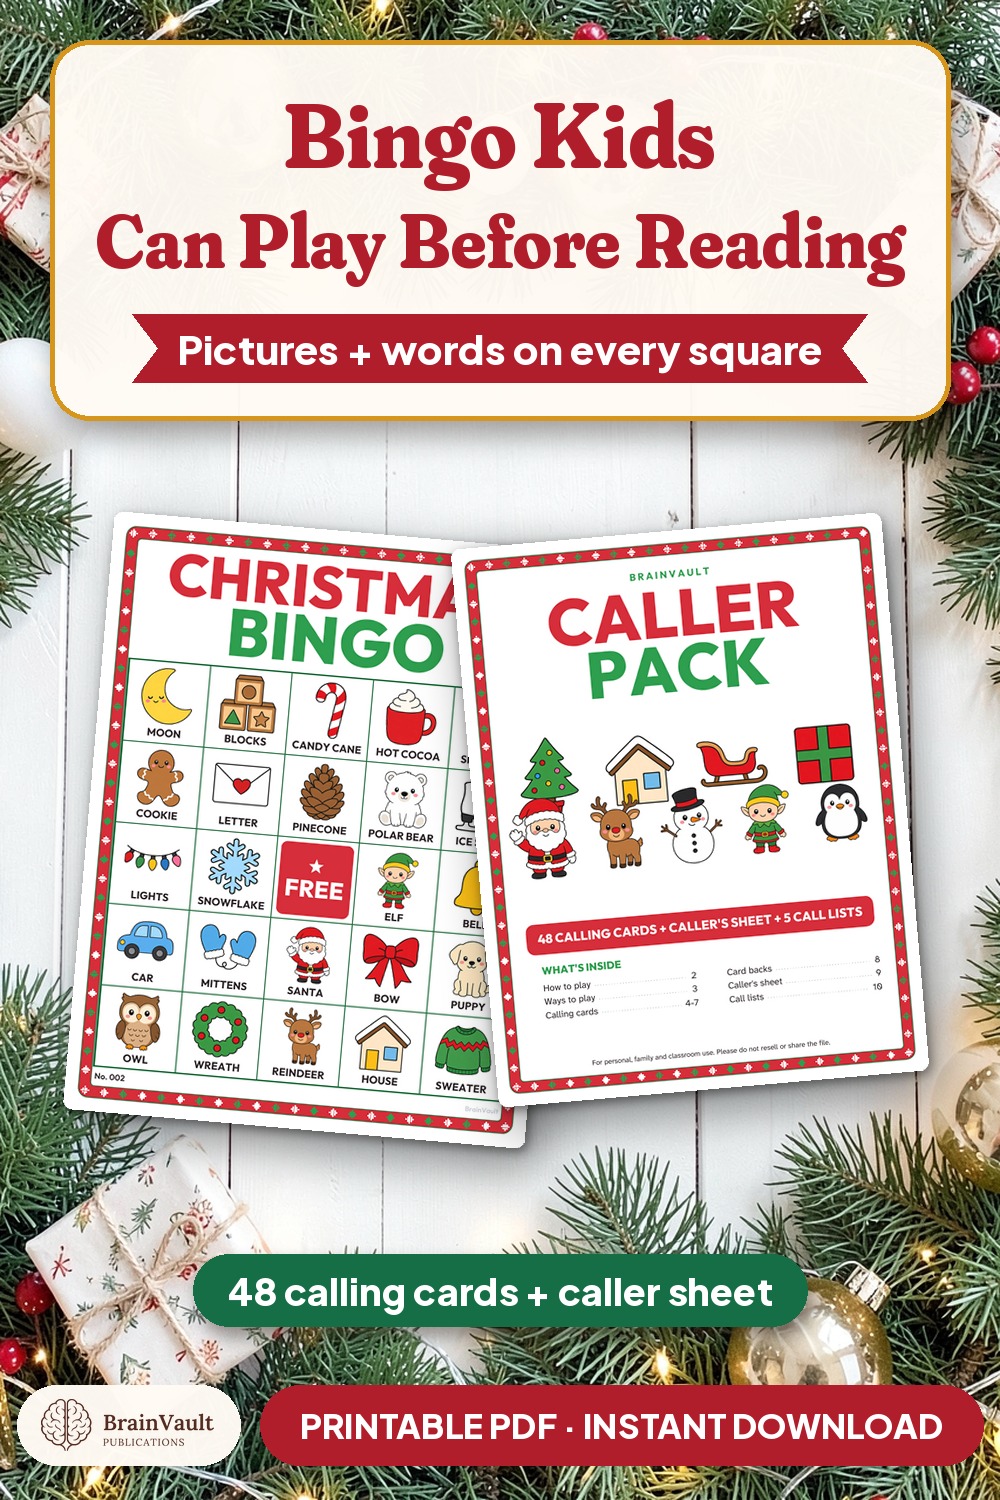 Bingo Kids
Can Play Before Reading
Pictures + words on every square
BINGO
MOON
BLOCKS
CANDY CANE
HOT COCOA
COOKIE
LETTER
PINECONE
POLAR BEAR
LIGHTS
SNOWFLAKE
FREE
ELF
CAR
MITTENS
SANTA
BOW
PUPPY
OWL
WREATH
REINDEER
HOUSE
SWEATER
No. 002
BrainVault
BRAINVAULT
CALLER
PACK
48 CALLING CARDS + CALLER'S SHEET + 5 CALL LISTS
WHAT'S INSIDE
How to play 2
Ways to play 3
Calling cards 4-7
Card backs 8
Caller's sheet 9
Call lists 10
For personal, family and classroom use. Please do not resell or share the file.
48 calling cards + caller sheet
BrainVault
PUBLICATIONS
PRINTABLE PDF · INSTANT DOWNLOAD